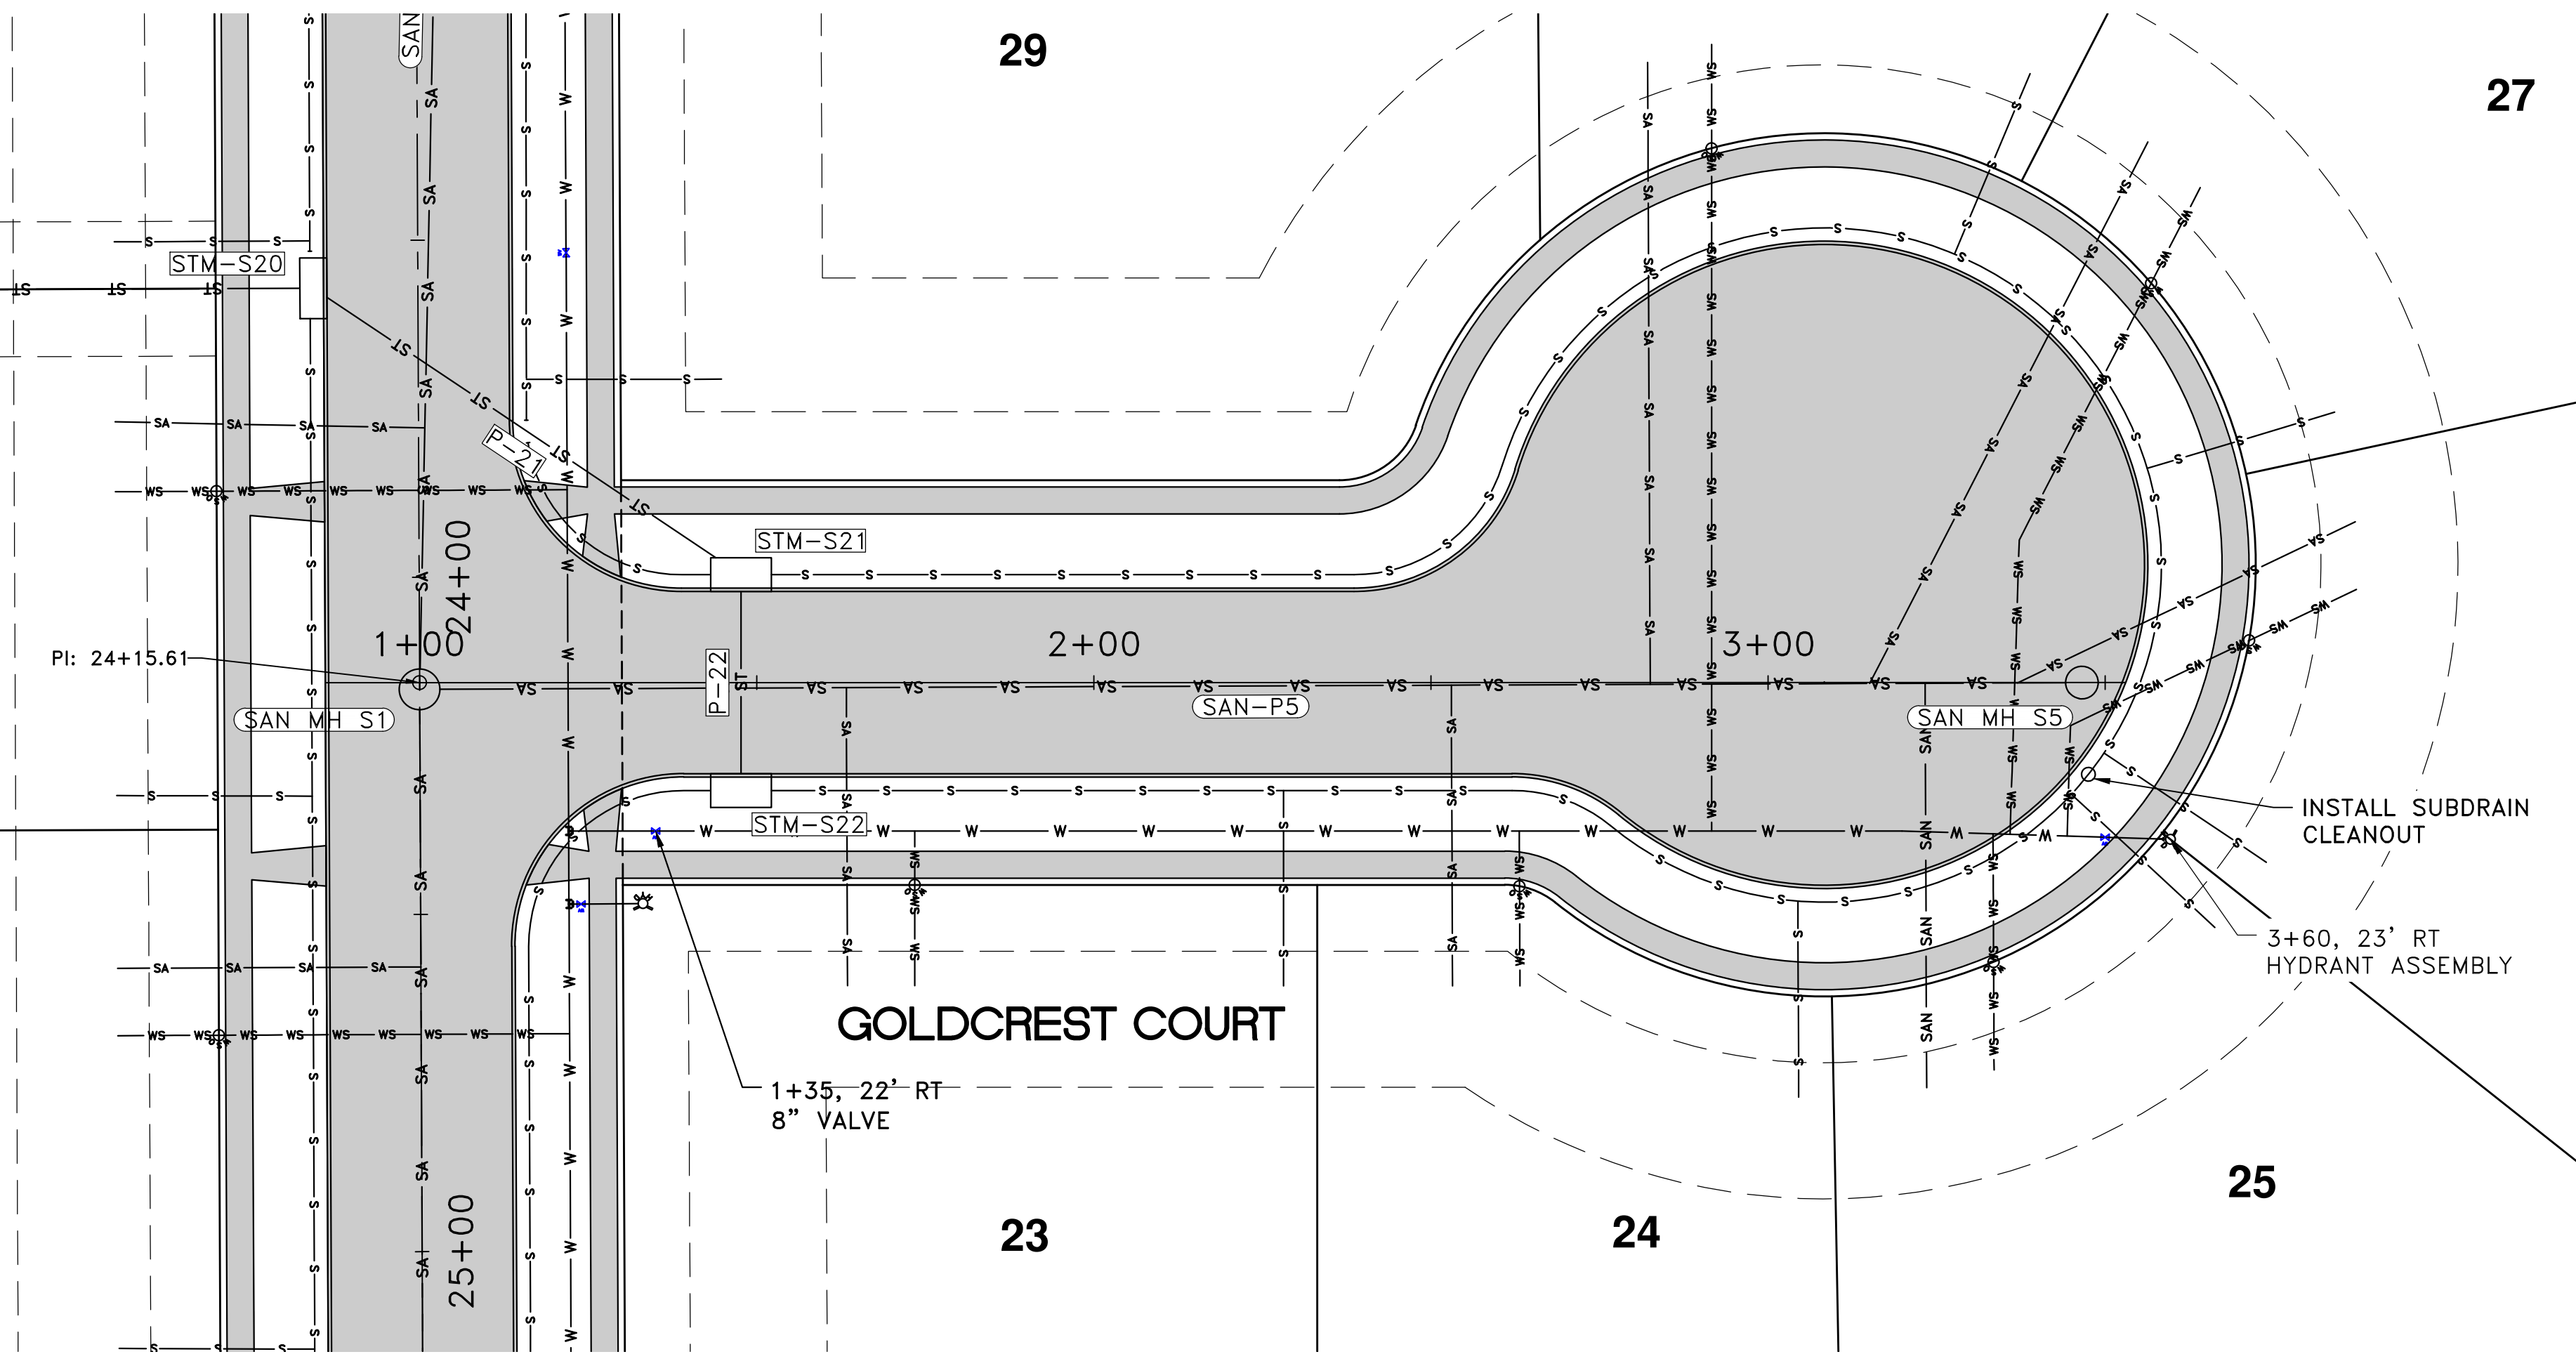 SAN
29
27
STM-S20
P-21
24+00
STM-S21
1+00
2+00
3+00
PI: 24+15.61
P-22
ST
SAN-P5
SAN MH S1
SAN MH S5
INSTALL SUBDRAIN
CLEANOUT
STM-S22
3+60, 23' RT
HYDRANT ASSEMBLY
GOLDCREST COURT
1+35, 22' RT
8" VALVE
25+00
23
24
25